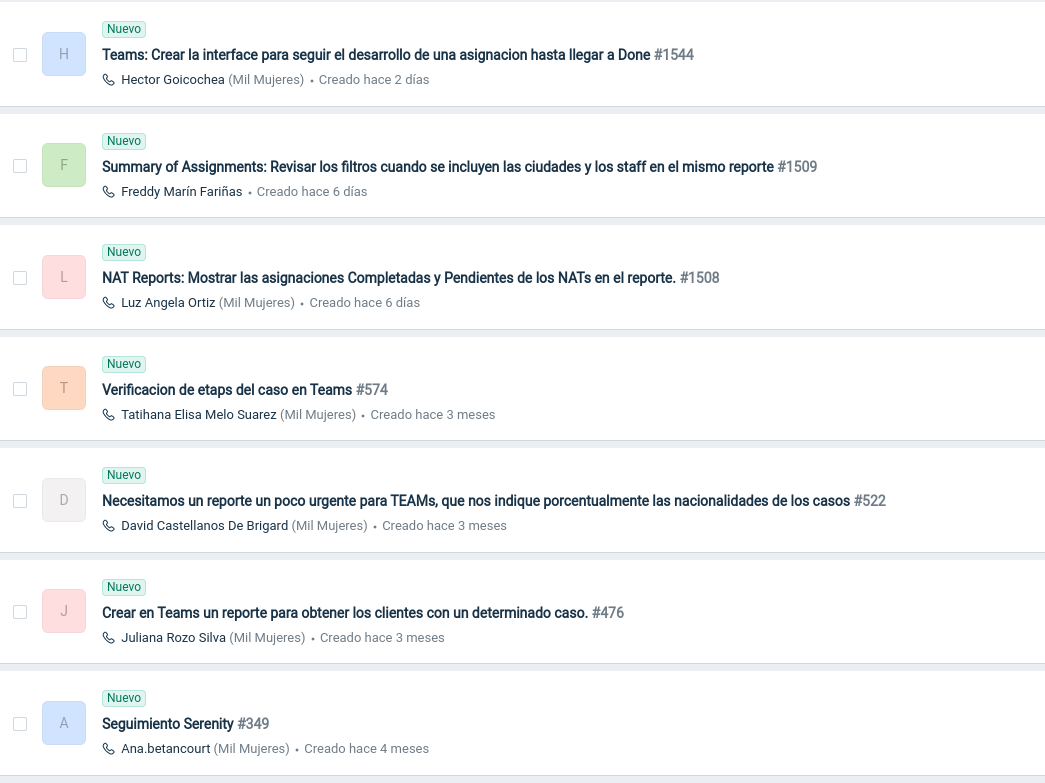 Nuevo
H
Teams: Crear la interface para seguir el desarrollo de una asignacion hasta llegar a Done #1544
Hector Goicochea (Mil Mujeres) • Creado hace 2 días
Nuevo
F
Summary of Assignments: Revisar los filtros cuando se incluyen las ciudades y los staff en el mismo reporte #1509
Freddy Marín Fariñas • Creado hace 6 días
Nuevo
L
NAT Reports: Mostrar las asignaciones Completadas y Pendientes de los NATs en el reporte. #1508
Luz Angela Ortiz (Mil Mujeres) • Creado hace 6 días
Nuevo
T
Verificacion de etaps del caso en Teams #574
Tatihana Elisa Melo Suarez (Mil Mujeres) • Creado hace 3 meses
Nuevo
D
Necesitamos un reporte un poco urgente para TEAMs, que nos indique porcentualmente las nacionalidades de los casos #522
David Castellanos De Brigard (Mil Mujeres) • Creado hace 3 meses
Nuevo
J
Crear en Teams un reporte para obtener los clientes con un determinado caso. #476
Juliana Rozo Silva (Mil Mujeres) • Creado hace 3 meses
Nuevo
A
Seguimiento Serenity #349
Ana.betancourt (Mil Mujeres) • Creado hace 4 meses